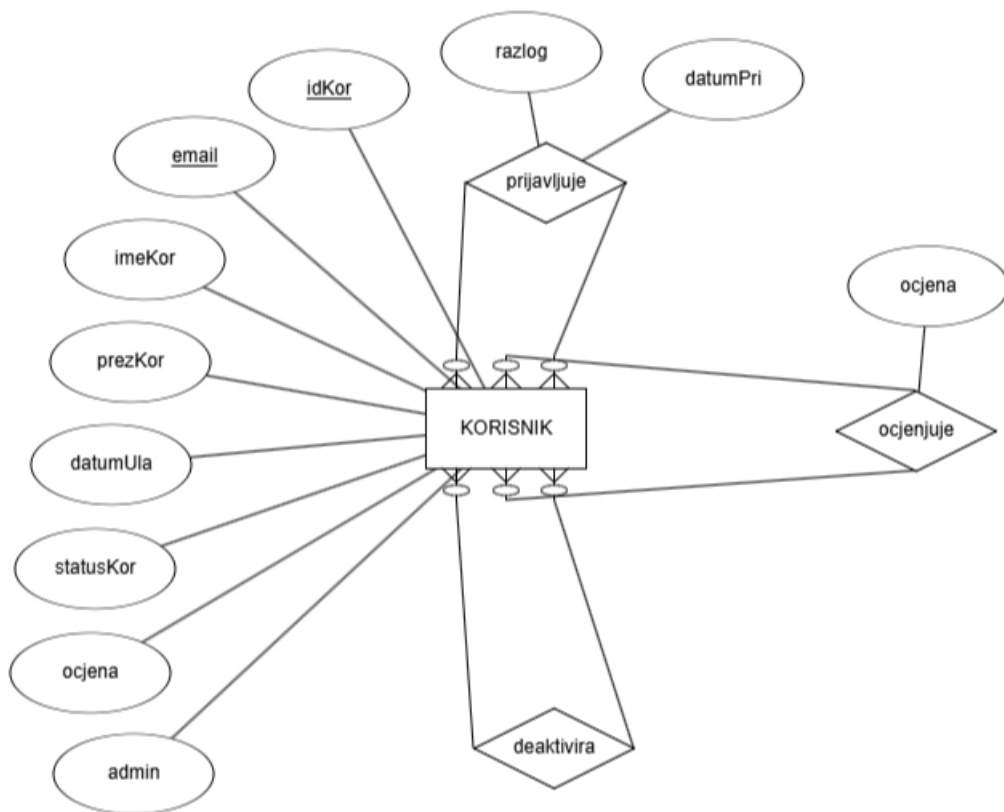 razlog
datumPri
idKor
email
prijavljuje
imeKor
ocjena
prezKor
KORISNIK
ocjenjuje
datumUla
statusKor
ocjena
deaktivira
admin